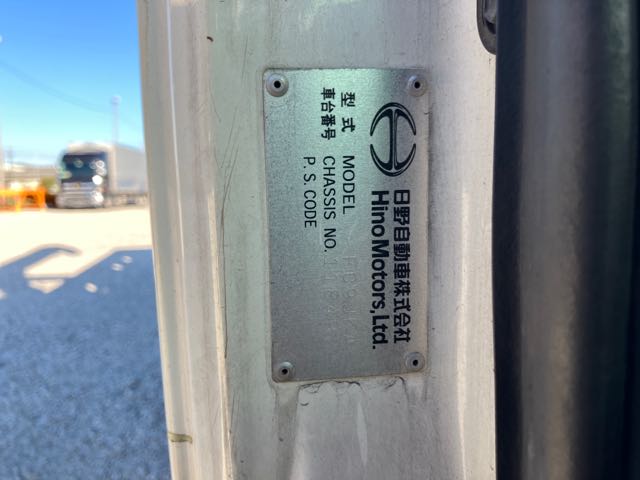 日野自動車株式会社
HinoMotors,Ltd.
型式 MODEL
車台番号 CHASSIS NO.
P. S. CODE